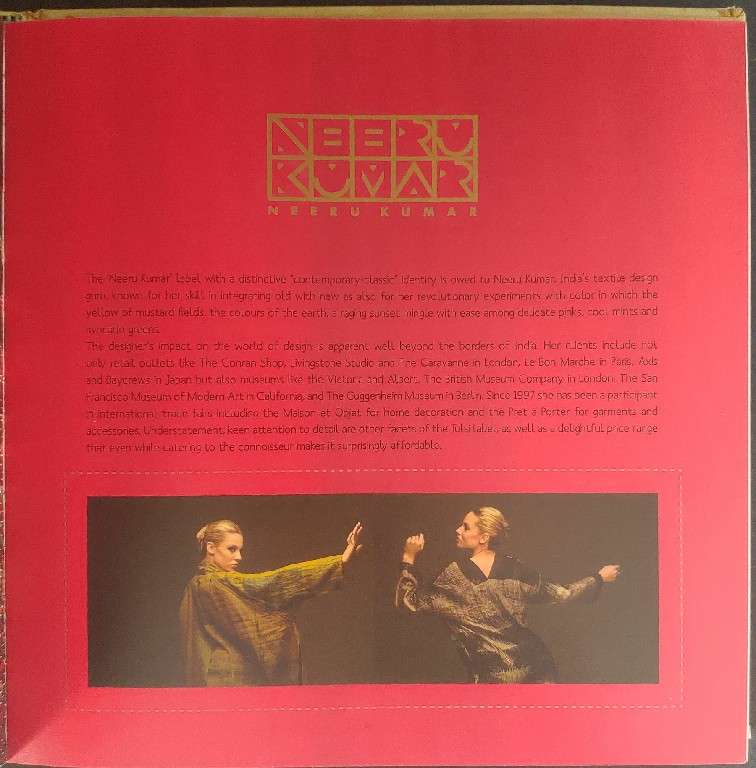 NEERU
KUMAR
NEERU KUMAR
The 'Neeru Kumar' label with a distinctive "contemporary-classic" identity is owed to Neeru Kumar, India's textile design
guru, known for her skill in integrating old with new as also for her revolutionary experiments with color in which the
yellow of mustard fields, the colours of the earth, a raging sunset, mingle with ease among delicate pinks, cool mints and
avocado greens.
The designer's impact on the world of design is apparent well beyond the borders of India. Her clients include not
only retail outlets like The Conran Shop, Livingstone Studio and The Caravanne in London, Le Bon Marche in Paris, Axis
and Baycrews in Japan but also museums like the Victoria and Albert, The British Museum Company in London, The San
Francisco Museum of Modern Art in California, and The Guggenheim Museum in Berlin. Since 1997 she has been a participant
in international trade fairs including the Maison et Objet for home decoration and the Pret a Porter for garments and
accessories. Understatement, keen attention to detail are other facets of the Tulsi label, as well as a delightful price range
that even while catering to the connoisseur makes it surprisingly affordable.